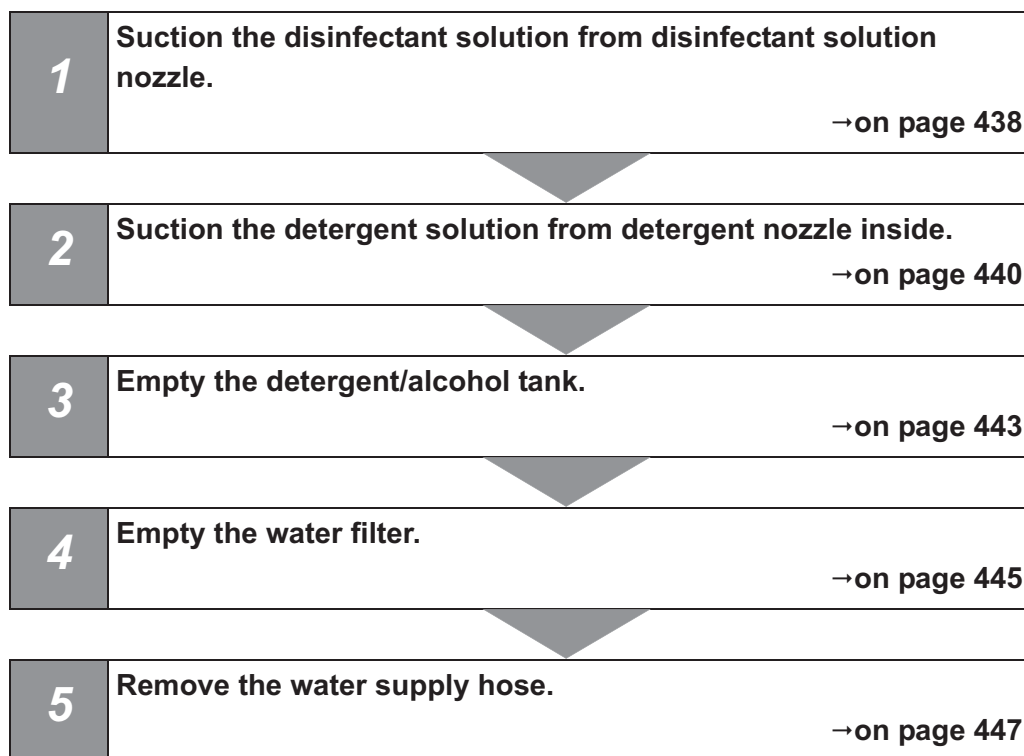 1
Suction the disinfectant solution from disinfectant solution
nozzle.
→on page 438
2
Suction the detergent solution from detergent nozzle inside.
→on page 440
3
Empty the detergent/alcohol tank.
→on page 443
4
Empty the water filter.
→on page 445
5
Remove the water supply hose.
→on page 447